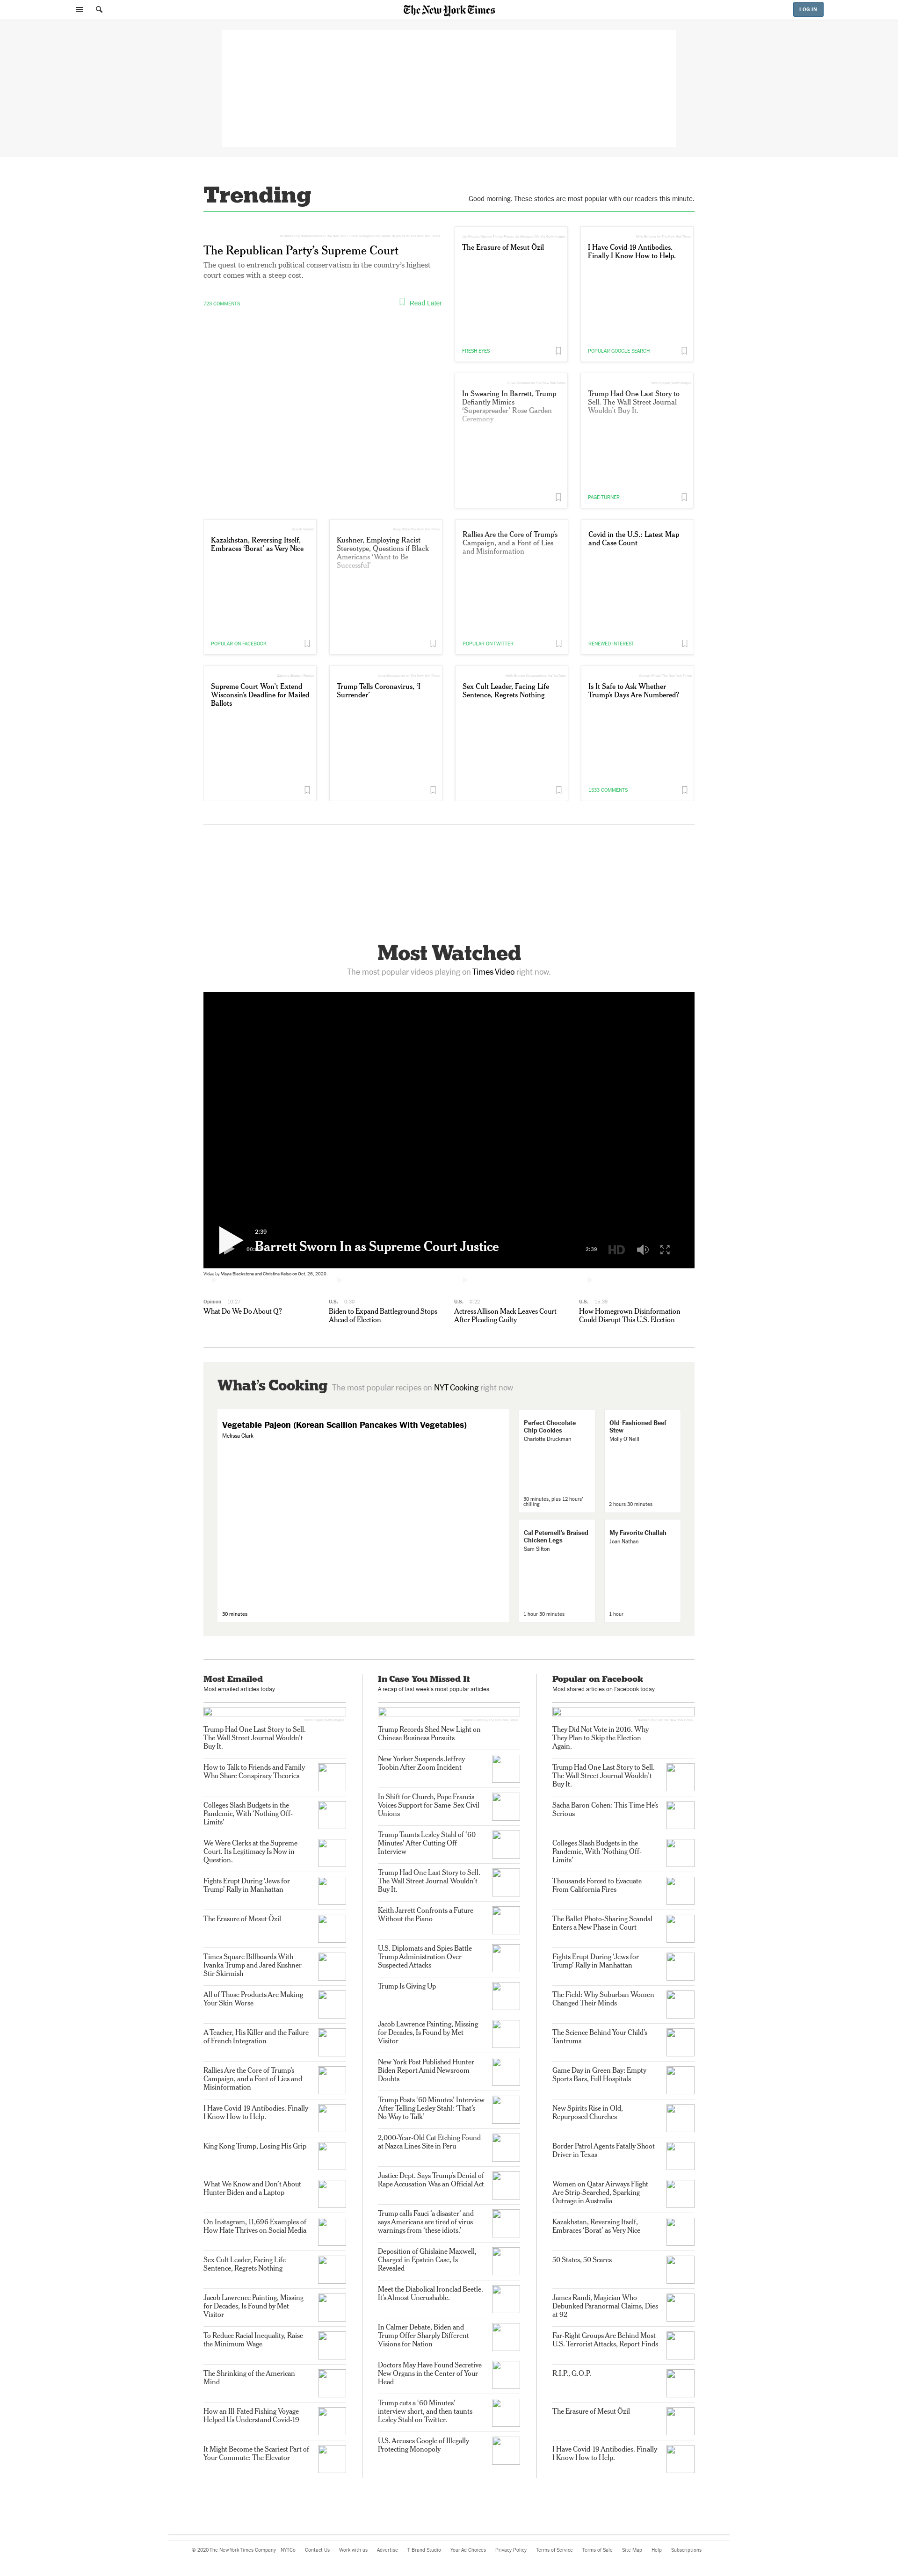 The New York Times
LOG IN
Trending
Good morning. These stories are most popular with our readers this minute.
The Republican Party's Supreme Court
The quest to entrench political conservatism in the country's highest
court comes with a steep cost.
723 COMMENTS
Read Later
The Erasure of Mesut Özil
FRESH EYES
I Have Covid-19 Antibodies.
Finally I Know How to Help.
POPULAR GOOGLE SEARCH
In Swearing In Barrett, Trump
Defiantly Mimics
'Superspreader' Rose Garden
Ceremony
Trump Had One Last Story to
Sell. The Wall Street Journal
Wouldn't Buy It.
PAGE-TURNER
Kazakhstan, Reversing Itself,
Embraces 'Borat' as Very Nice
POPULAR ON FACEBOOK
Kushner, Employing Racist
Stereotype, Questions if Black
Americans 'Want to Be
Successful'
Rallies Are the Core of Trump's
Campaign, and a Font of Lies
and Misinformation
POPULAR ON TWITTER
Covid in the U.S.: Latest Map
and Case Count
RENEWED INTEREST
Supreme Court Won't Extend
Wisconsin's Deadline for Mailed
Ballots
Trump Tells Coronavirus, 'I
Surrender'
Sex Cult Leader, Facing Life
Sentence, Regrets Nothing
Is It Safe to Ask Whether
Trump's Days Are Numbered?
1533 COMMENTS
Most Watched
The most popular videos playing on Times Video right now.
2:39
Barrett Sworn In as Supreme Court Justice
2:39
HD
Video by Maya Blackstone and Christina Kelso on Oct. 26, 2020.
Opinion 10:27
What Do We Do About Q?
U.S. 6:30
Biden to Expand Battleground Stops
Ahead of Election
U.S. 0:22
Actress Allison Mack Leaves Court
After Pleading Guilty
U.S. 15:39
How Homegrown Disinformation
Could Disrupt This U.S. Election
What's Cooking The most popular recipes on NYT Cooking right now
Vegetable Pajeon (Korean Scallion Pancakes With Vegetables)
Melissa Clark
30 minutes
Perfect Chocolate
Chip Cookies
Charlotte Druckman
30 minutes, plus 12 hours'
chilling
Old-Fashioned Beef
Stew
Molly O'Neill
2 hours 30 minutes
Cal Peternell's Braised
Chicken Legs
Sam Sifton
1 hour 30 minutes
My Favorite Challah
Joan Nathan
1 hour
Most Emailed
Most emailed articles today
Trump Had One Last Story to Sell.
The Wall Street Journal Wouldn't
Buy It.
How to Talk to Friends and Family
Who Share Conspiracy Theories
Colleges Slash Budgets in the
Pandemic, With 'Nothing Off-
Limits'
We Were Clerks at the Supreme
Court. Its Legitimacy Is Now in
Question.
Fights Erupt During 'Jews for
Trump' Rally in Manhattan
The Erasure of Mesut Özil
Times Square Billboards With
Ivanka Trump and Jared Kushner
Stir Skirmish
All of Those Products Are Making
Your Skin Worse
A Teacher, His Killer and the Failure
of French Integration
Rallies Are the Core of Trump's
Campaign, and a Font of Lies and
Misinformation
I Have Covid-19 Antibodies. Finally
I Know How to Help.
King Kong Trump, Losing His Grip
What We Know and Don't About
Hunter Biden and a Laptop
On Instagram, 11,696 Examples of
How Hate Thrives on Social Media
Sex Cult Leader, Facing Life
Sentence, Regrets Nothing
Jacob Lawrence Painting, Missing
for Decades, Is Found by Met
Visitor
To Reduce Racial Inequality, Raise
the Minimum Wage
The Shrinking of the American
Mind
How an Ill-Fated Fishing Voyage
Helped Us Understand Covid-19
It Might Become the Scariest Part of
Your Commute: The Elevator
In Case You Missed It
A recap of last week's most popular articles
Trump Records Shed New Light on
Chinese Business Pursuits
New Yorker Suspends Jeffrey
Toobin After Zoom Incident
In Shift for Church, Pope Francis
Voices Support for Same-Sex Civil
Unions
Trump Taunts Lesley Stahl of '60
Minutes' After Cutting Off
Interview
Trump Had One Last Story to Sell.
The Wall Street Journal Wouldn't
Buy It.
Keith Jarrett Confronts a Future
Without the Piano
U.S. Diplomats and Spies Battle
Trump Administration Over
Suspected Attacks
Trump Is Giving Up
Jacob Lawrence Painting, Missing
for Decades, Is Found by Met
Visitor
New York Post Published Hunter
Biden Report Amid Newsroom
Doubts
Trump Posts '60 Minutes' Interview
After Telling Lesley Stahl: 'That's
No Way to Talk'
2,000-Year-Old Cat Etching Found
at Nazca Lines Site in Peru
Justice Dept. Says Trump's Denial of
Rape Accusation Was an Official Act
Trump calls Fauci 'a disaster' and
says Americans are tired of virus
warnings from 'these idiots.'
Deposition of Ghislaine Maxwell,
Charged in Epstein Case, Is
Revealed
Meet the Diabolical Ironclad Beetle.
It's Almost Uncrushable.
In Calmer Debate, Biden and
Trump Offer Sharply Different
Visions for Nation
Doctors May Have Found Secretive
New Organs in the Center of Your
Head
Trump cuts a '60 Minutes'
interview short, and then taunts
Lesley Stahl on Twitter.
U.S. Accuses Google of Illegally
Protecting Monopoly
Popular on Facebook
Most shared articles on Facebook today
They Did Not Vote in 2016. Why
They Plan to Skip the Election
Again.
Trump Had One Last Story to Sell.
The Wall Street Journal Wouldn't
Buy It.
Sacha Baron Cohen: This Time He's
Serious
Colleges Slash Budgets in the
Pandemic, With 'Nothing Off-
Limits'
Thousands Forced to Evacuate
From California Fires
The Ballet Photo-Sharing Scandal
Enters a New Phase in Court
Fights Erupt During 'Jews for
Trump' Rally in Manhattan
The Field: Why Suburban Women
Changed Their Minds
The Science Behind Your Child's
Tantrums
Game Day in Green Bay: Empty
Sports Bars, Full Hospitals
New Spirits Rise in Old,
Repurposed Churches
Border Patrol Agents Fatally Shoot
Driver in Texas
Women on Qatar Airways Flight
Are Strip-Searched, Sparking
Outrage in Australia
Kazakhstan, Reversing Itself,
Embraces 'Borat' as Very Nice
50 States, 50 Scares
James Randi, Magician Who
Debunked Paranormal Claims, Dies
at 92
Far-Right Groups Are Behind Most
U.S. Terrorist Attacks, Report Finds
R.I.P., G.O.P.
The Erasure of Mesut Özil
I Have Covid-19 Antibodies. Finally
I Know How to Help.
© 2020 The New York Times Company NYTCo Contact Us Work with us Advertise T Brand Studio Your Ad Choices Privacy Policy Terms of Service Terms of Sale Site Map Help Subscriptions